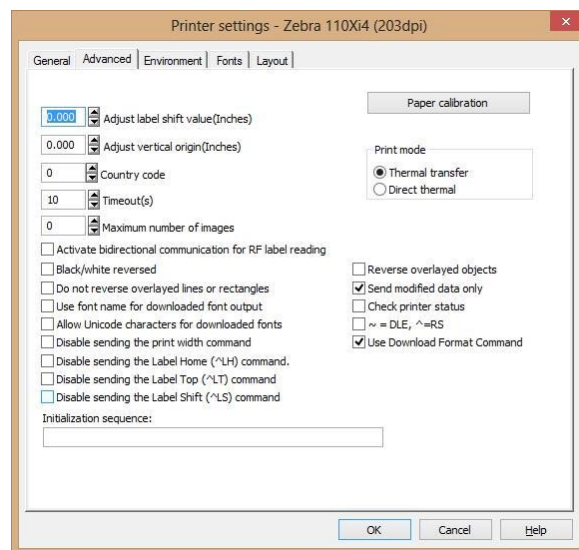 Printer settings - Zebra 110Xi4 (203dpi)
General Advanced Environment Fonts Layout
Paper calibration
0.000 Adjust label shift value(Inches)
0.000 Adjust vertical origin(Inches)
Print mode
0 Country code
Thermal transfer
Direct thermal
10 Timeout(s)
0 Maximum number of images
Activate bidirectional communication for RF label reading
Black/white reversed
Reverse overlayed objects
Do not reverse overlayed lines or rectangles
Send modified data only
Use font name for downloaded font output
Check printer status
Allow Unicode characters for downloaded fonts
~ = DLE, ^=RS
Disable sending the print width command
Use Download Format Command
Disable sending the Label Home (^LH) command.
Disable sending the Label Top (^LT) command
Disable sending the Label Shift (^LS) command
Initialization sequence:
OK Cancel Help